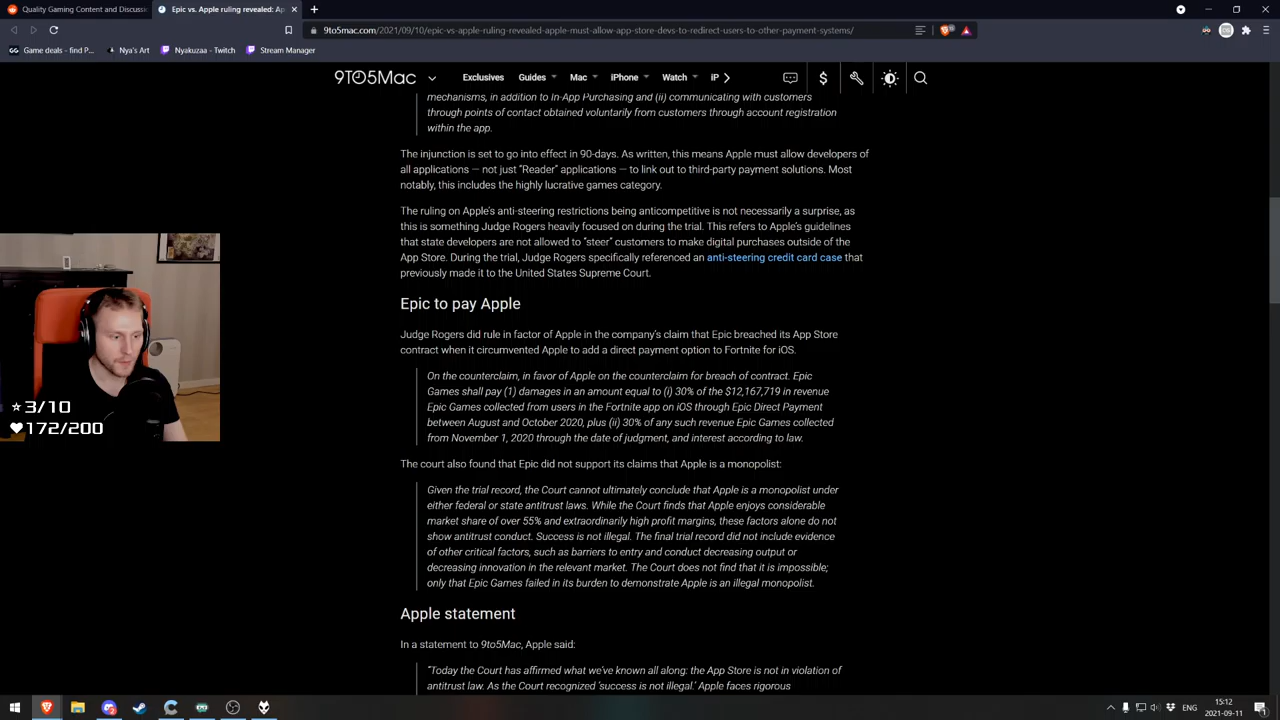 Quality Gaming Content and Discussi
Epic vs. Apple ruling revealed: Ap
9to5mac.com/2021/09/10/epic-vs-apple-ruling-revealed-apple-must-allow-app-store-devs-to-redirect-users-to-other-payment-systems/
Game deals - find P...
Nya's Art
Nyakuzaa - Twitch
Stream Manager
9TO5Mac
Exclusives
Guides
Mac
iPhone
Watch
iP
mechanisms, in addition to In-App Purchasing and (ii) communicating with customers
through points of contact obtained voluntarily from customers through account registration
within the app.
The injunction is set to go into effect in 90-days. As written, this means Apple must allow developers of
all applications — not just “Reader” applications — to link out to third-party payment solutions. Most
notably, this includes the highly lucrative games category.
The ruling on Apple’s anti-steering restrictions being anticompetitive is not necessarily a surprise, as
this is something Judge Rogers heavily focused on during the trial. This refers to Apple’s guidelines
that state developers are not allowed to “steer” customers to make digital purchases outside of the
App Store. During the trial, Judge Rogers specifically referenced an anti-steering credit card case that
previously made it to the United States Supreme Court.
Epic to pay Apple
Judge Rogers did rule in factor of Apple in the company’s claim that Epic breached its App Store
contract when it circumvented Apple to add a direct payment option to Fortnite for iOS.
On the counterclaim, in favor of Apple on the counterclaim for breach of contract. Epic
Games shall pay (1) damages in an amount equal to (i) 30% of the $12,167,719 in revenue
Epic Games collected from users in the Fortnite app on iOS through Epic Direct Payment
between August and October 2020, plus (ii) 30% of any such revenue Epic Games collected
from November 1, 2020 through the date of judgment, and interest according to law.
3/10
172/200
The court also found that Epic did not support its claims that Apple is a monopolist:
Given the trial record, the Court cannot ultimately conclude that Apple is a monopolist under
either federal or state antitrust laws. While the Court finds that Apple enjoys considerable
market share of over 55% and extraordinarily high profit margins, these factors alone do not
show antitrust conduct. Success is not illegal. The final trial record did not include evidence
of other critical factors, such as barriers to entry and conduct decreasing output or
decreasing innovation in the relevant market. The Court does not find that it is impossible;
only that Epic Games failed in its burden to demonstrate Apple is an illegal monopolist.
Apple statement
In a statement to 9to5Mac, Apple said:
“Today the Court has affirmed what we’ve known all along: the App Store is not in violation of
antitrust law. As the Court recognized ‘success is not illegal.’ Apple faces rigorous
ENG
15:12
2021-09-11